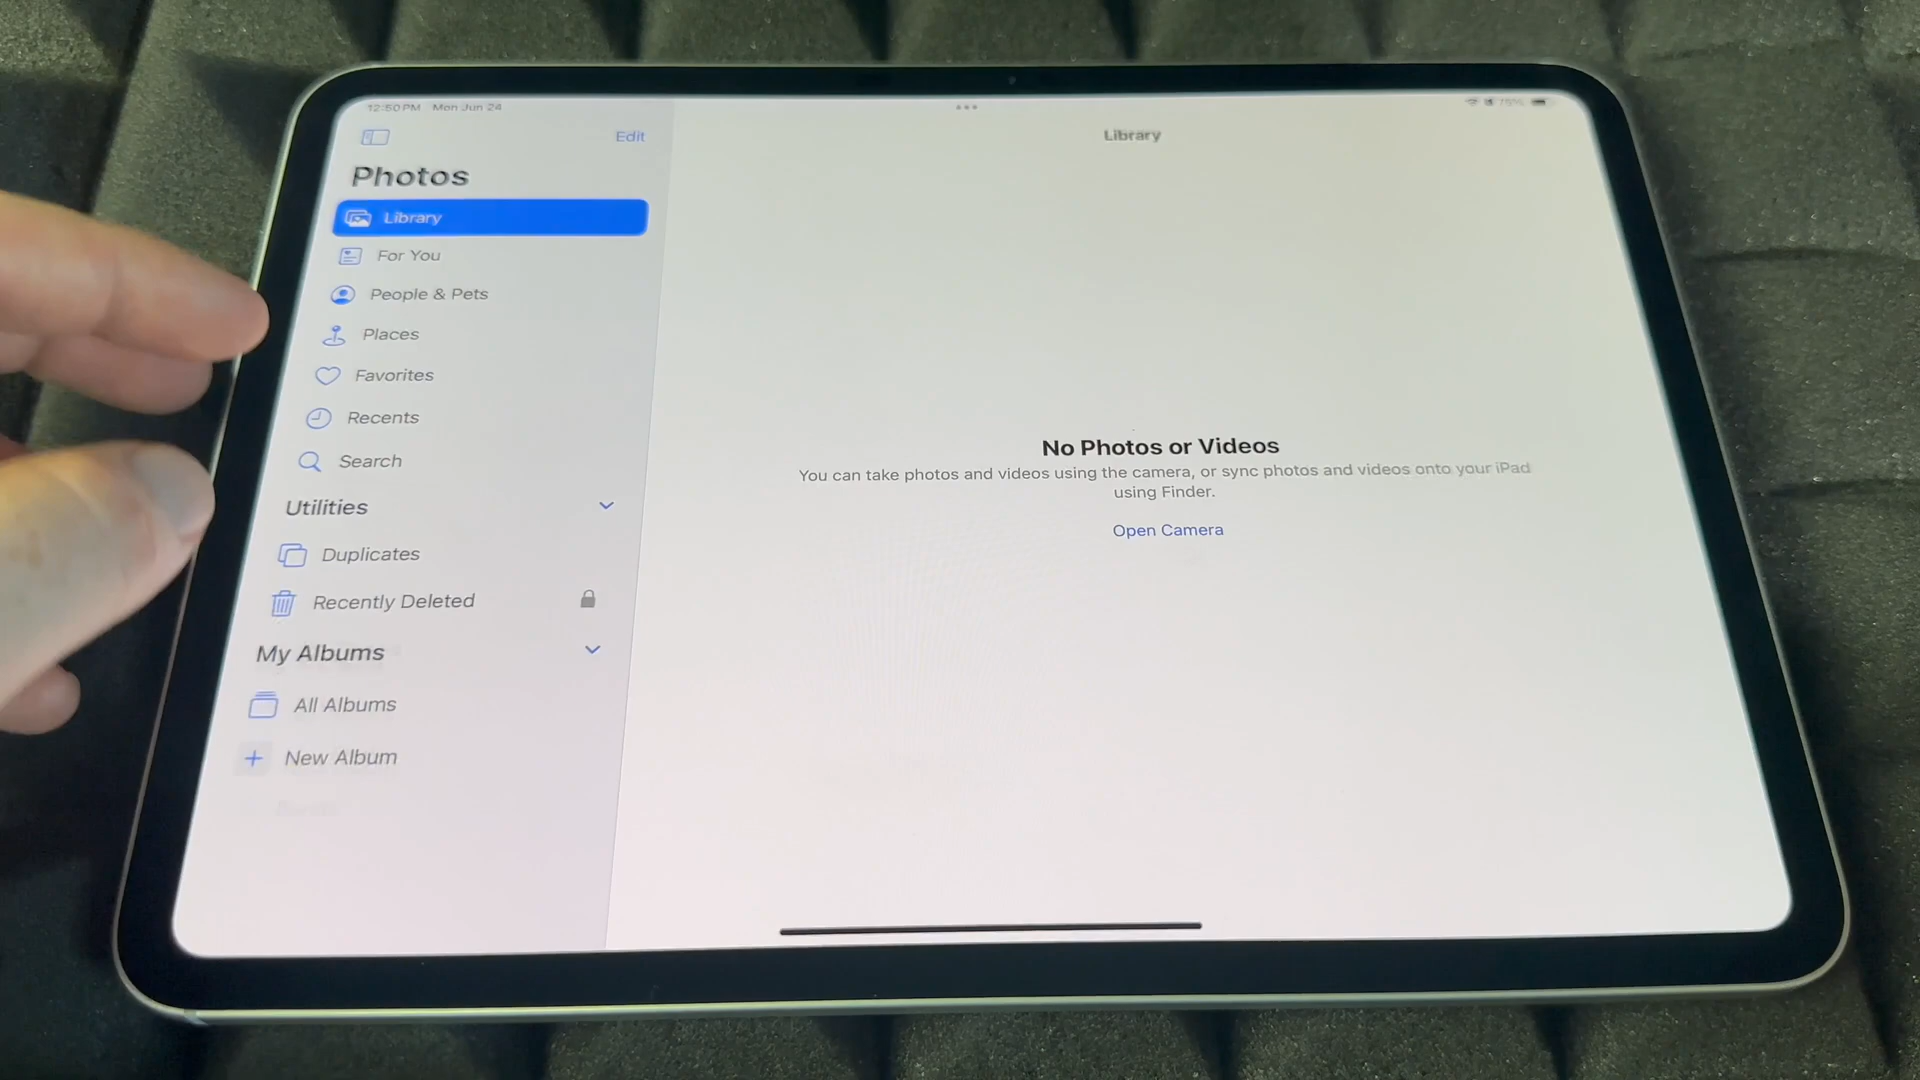 12:50 PM Mon Jun 24
75%
Edit
Library
Photos
Library
For You
People & Pets
Places
Favorites
Recents
Search
Utilities
Duplicates
Recently Deleted
My Albums
All Albums
New Album
No Photos or Videos
You can take photos and videos using the camera, or sync photos and videos onto your iPad
using Finder.
Open Camera